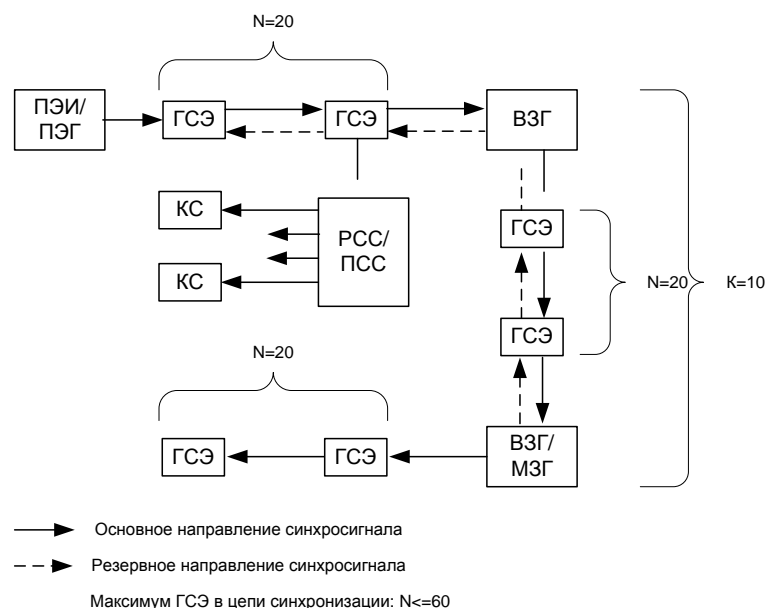 N=20
ПЭИ/
ПЭГ
ГСЭ
ГСЭ
ВЗГ
КС
КС
РСС/
ПСС
ГСЭ
ГСЭ
N=20
К=10
N=20
ГСЭ
ГСЭ
ВЗГ/
МЗГ
Основное направление синхросигнала
Резервное направление синхросигнала
Максимум ГСЭ в цепи синхронизации: N<=60